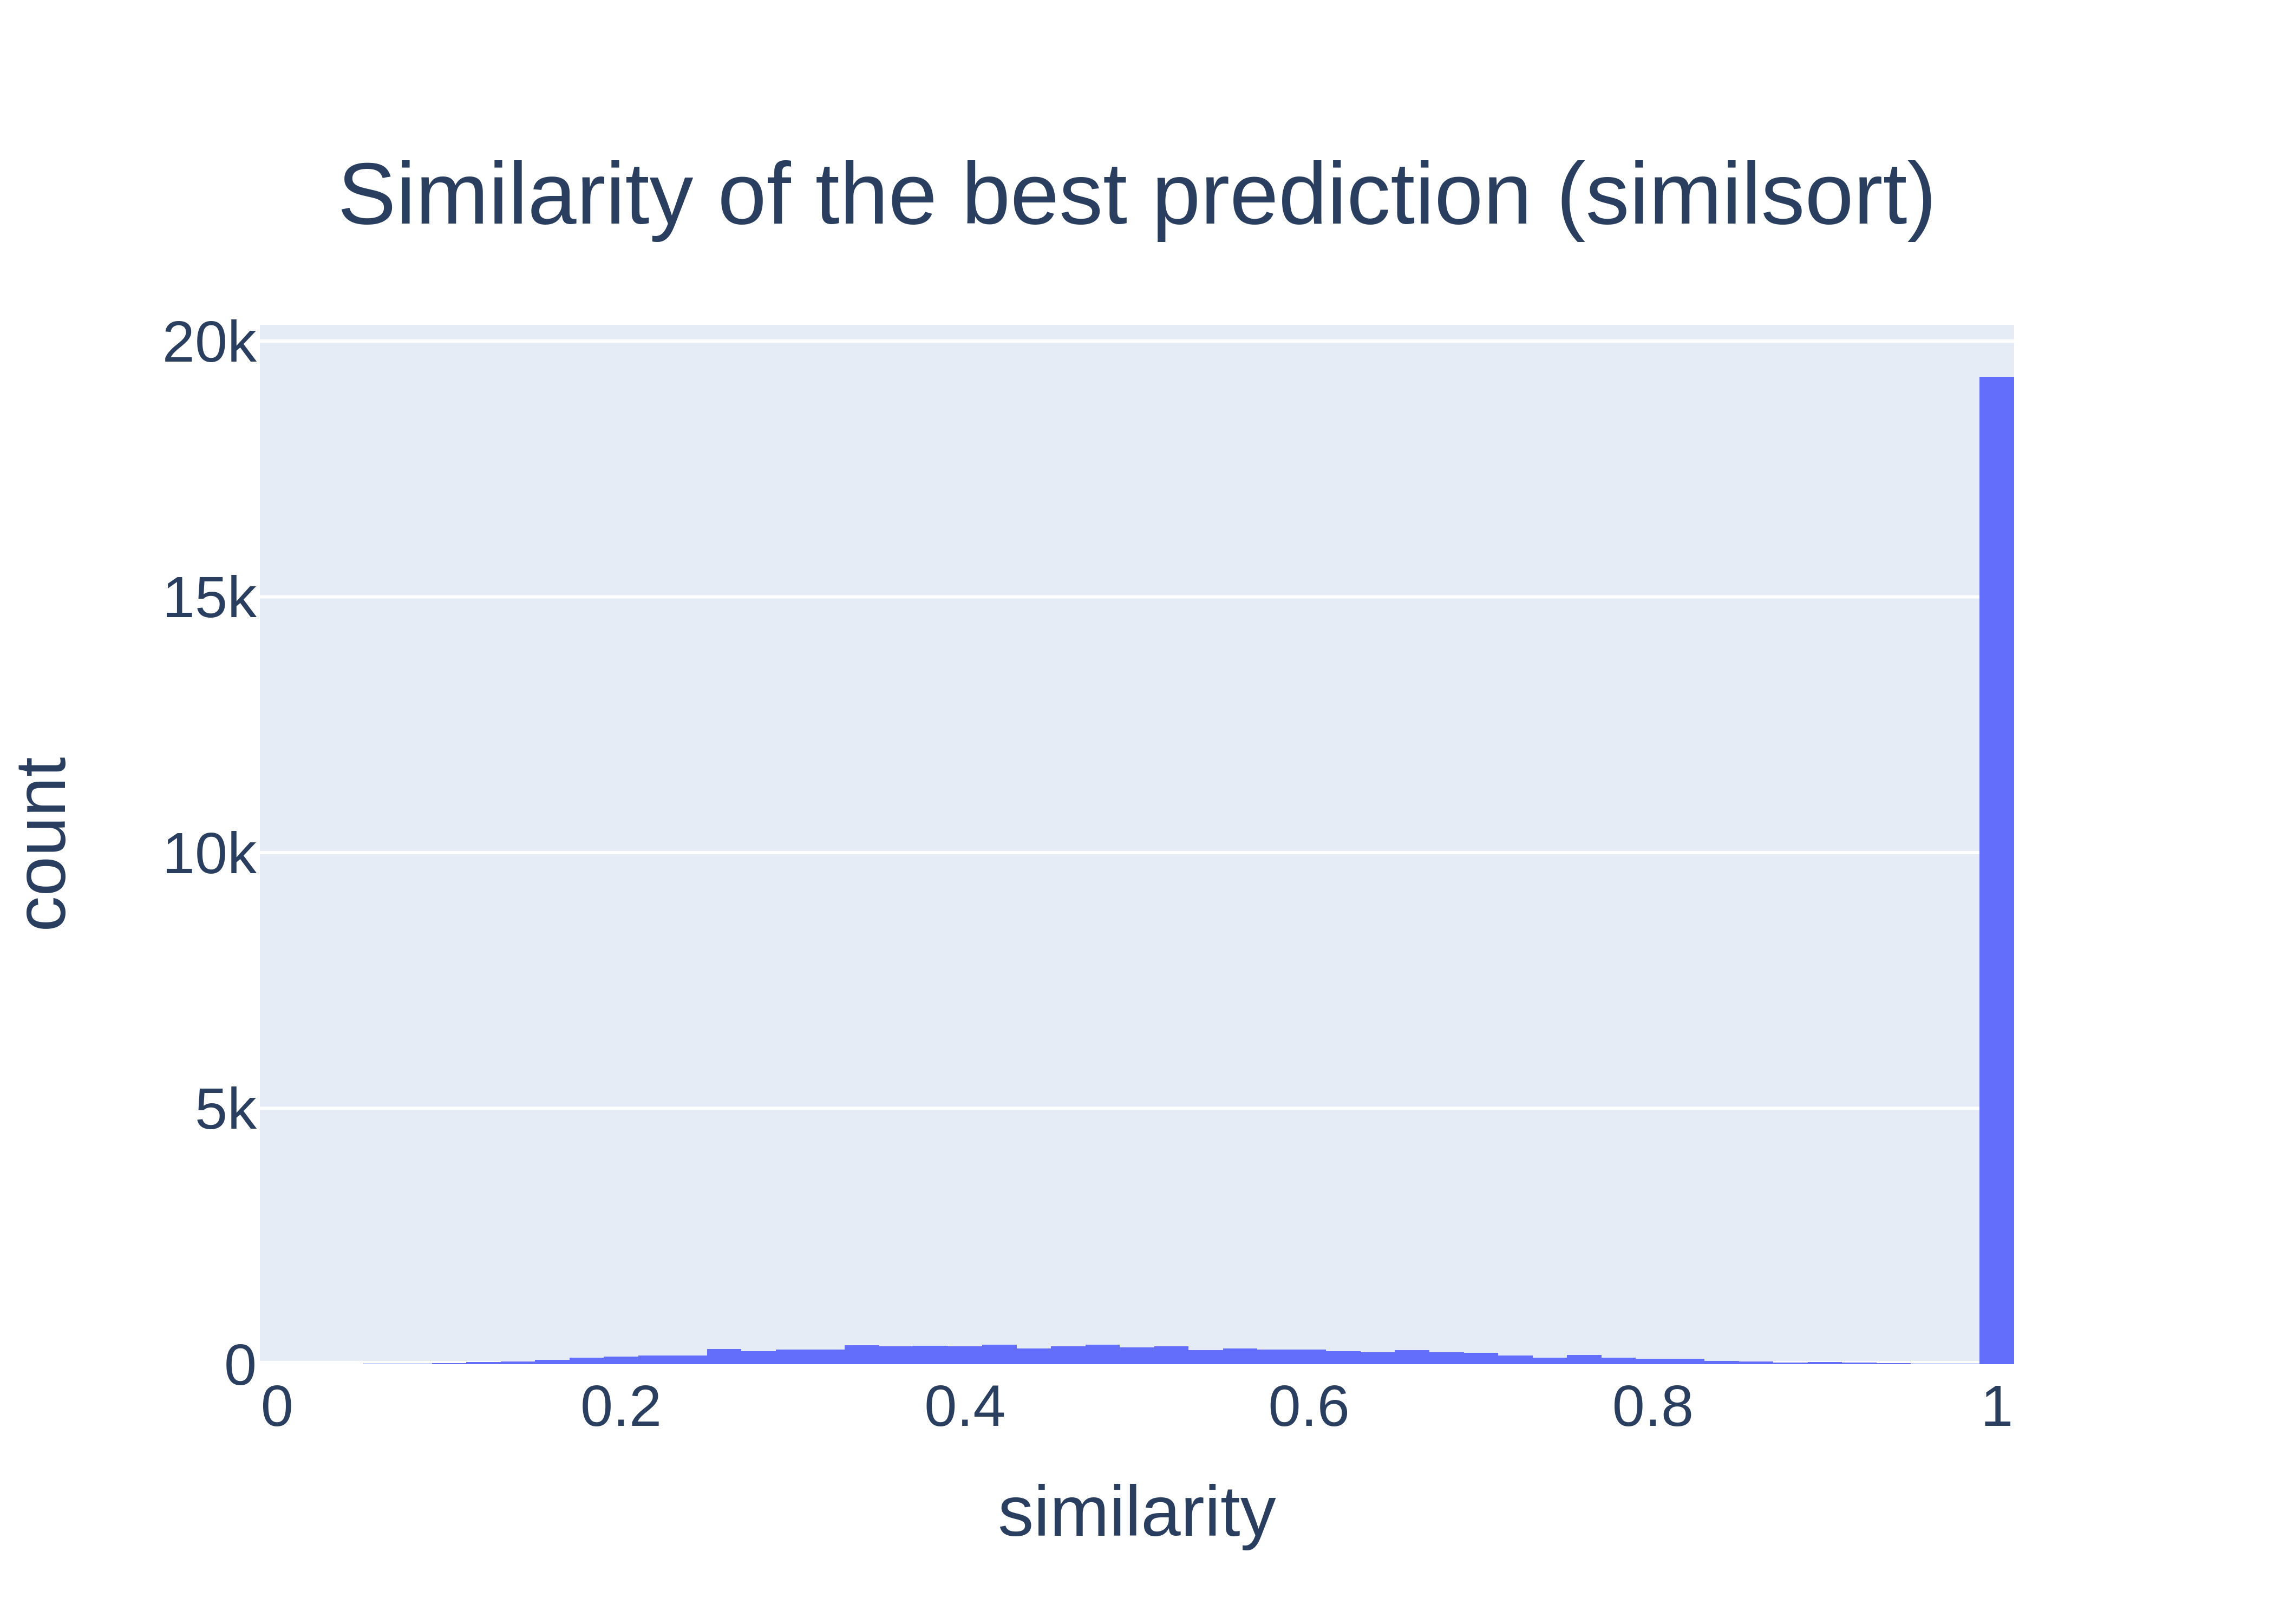 Similarity of the best prediction (similsort)
20k
15k
10k
5k
0
count
0 0.2 0.4 0.6 0.8 1
similarity